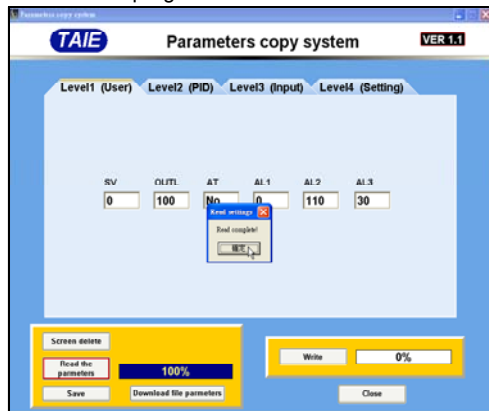 Parameters copy system
TAIE
Parameters copy system
VER 1.1
Level1 (User) Level2 (PID) Level3 (Input) Level4 (Setting)
SV OUTL AT AL1 AL2 AL3
0 100 No 0 110 30
Read settings
Read complete!
確定
Screen delete
Read the
parmeters
100%
Write 0%
Save Download file parmeters Close